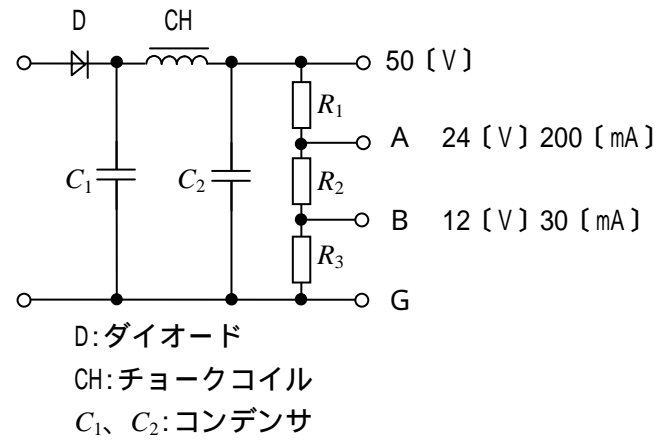 D CH
50〔V〕
R1
A 24〔V〕200〔mA〕
C1 C2 R2
B 12〔V〕30〔mA〕
R3
G
D:ダイオード
CH:チョークコイル
C1、C2:コンデンサ